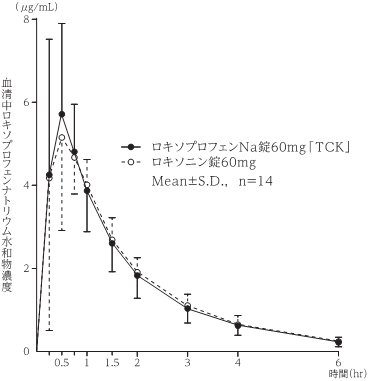 (μg/mL)
8
6
4
2
0
血清中ロキソプロフェンナトリウム水和物濃度
ロキソプロフェンNa錠60mg「TCK」
ロキソニン錠60mg
Mean±S.D., n=14
0.5 1 1.5 2 3 4 6
時間(hr)